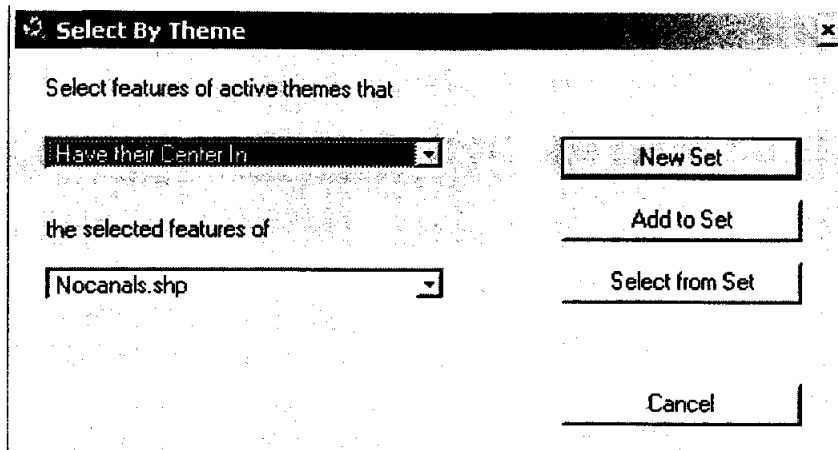 Select By Theme
Select features of active themes that
Have their Center In
New Set
the selected features of
Add to Set
Nocanals.shp
Select from Set
Cancel